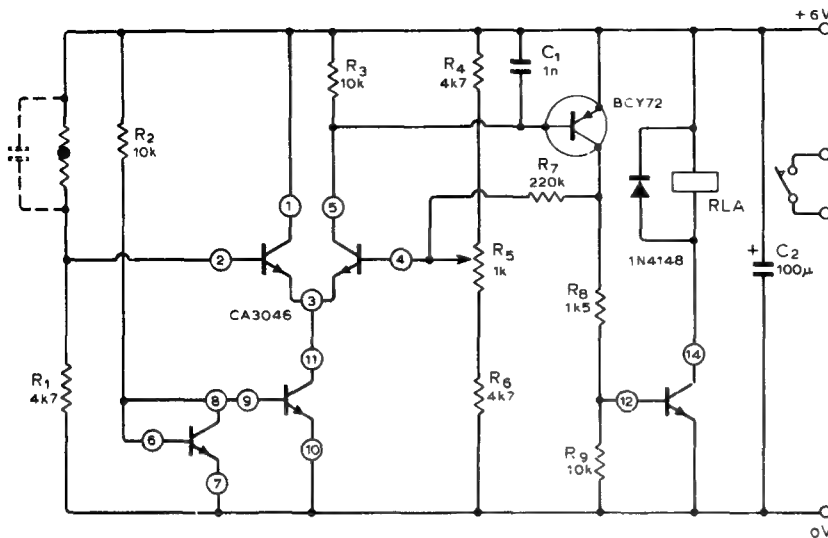 +6V
C1
1n
R3
10k
R4
4k7
BCY72
R2
10k
R7
220k
1
5
RLA
2
4
R5
1k
1N4148
+
C2
100µ
3
CA3046
R8
1k5
11
14
R1
4k7
R6
4k7
8
9
12
6
10
R9
10k
7
0V